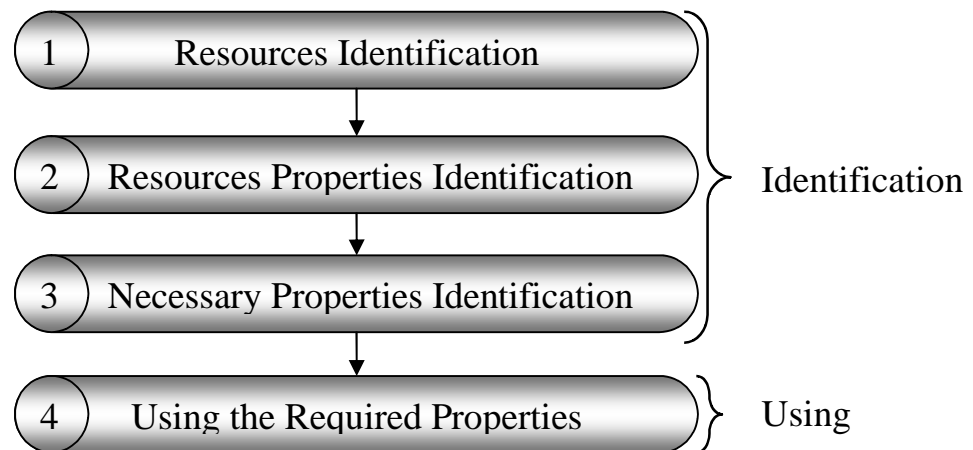 1 Resources Identification
2 Resources Properties Identification
Identification
3 Necessary Properties Identification
4 Using the Required Properties
Using